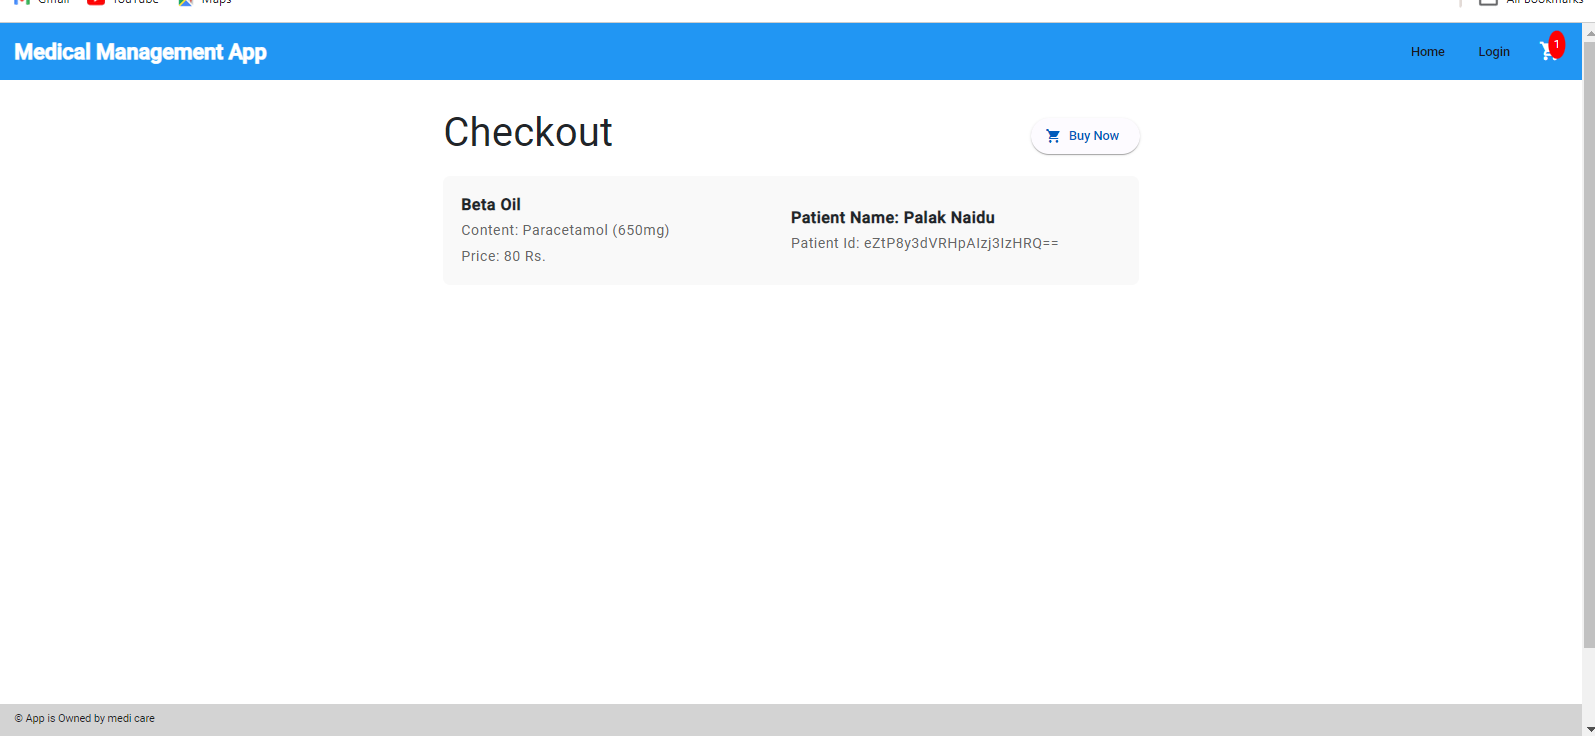 Gmail YouTube Maps All Bookmarks
Medical Management App Home Login 1
Checkout Buy Now
Beta Oil
Content: Paracetamol (650mg)
Price: 80 Rs.
Patient Name: Palak Naidu
Patient Id: eZtP8y3dVRHpAIzj3IzHRQ==
© App is Owned by medi care